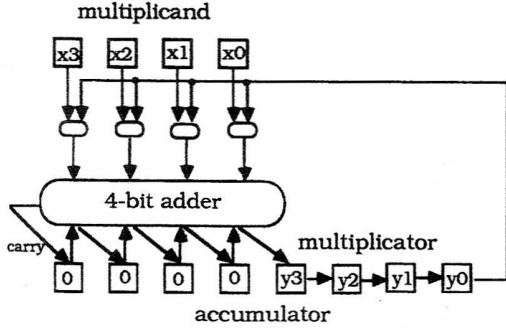 multiplicand
x3 x2 x1 x0
4-bit adder
carry
multiplicator
0 0 0 0 y3 y2 y1 y0
accumulator